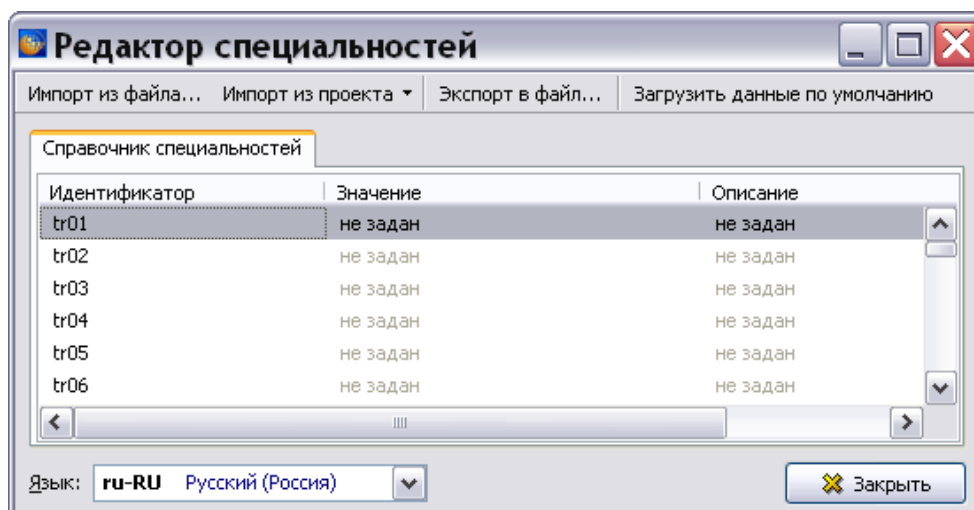 Редактор специальностей
Импорт из файла... Импорт из проекта Экспорт в файл... Загрузить данные по умолчанию
Справочник специальностей
Идентификатор Значение Описание
tr01 не задан не задан
tr02 не задан не задан
tr03 не задан не задан
tr04 не задан не задан
tr05 не задан не задан
tr06 не задан не задан
Язык: ru-RU Русский (Россия) Закрыть